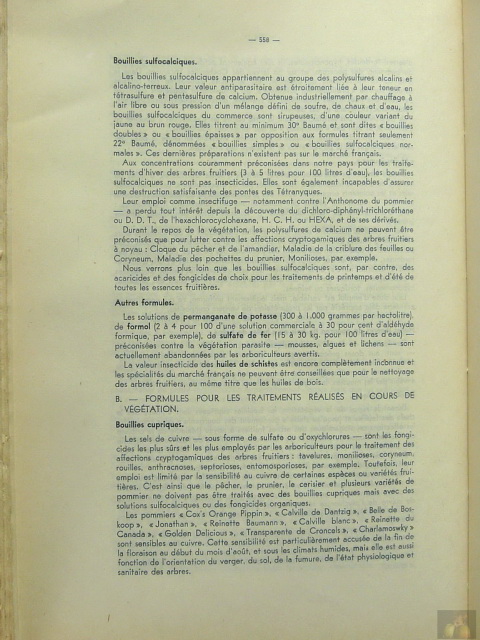 — 558 —
Bouillies sulfocalciques.
Les bouillies sulfocalciques appartiennent au groupe des polysulfures alcalins et
alcalino-terreux. Leur valeur antiparasitaire est étroitement liée à leur teneur en
tétrasulfure et pentasulfure de calcium. Obtenue industriellement par chauffage à
l'air libre ou sous pression d'un mélange défini de soufre, de chaux et d'eau, les
bouillies sulfocalciques du commerce sont sirupeuses, d'une couleur variant du
jaune au brun rouge. Elles titrent au minimum 30° Baumé et sont dites « bouillies
doubles » ou « bouillies épaisses » par opposition aux formules titrant seulement
22° Baumé, dénommées « bouillies simples » ou « bouillies sulfocalciques nor-
males ». Ces dernières préparations n'existent pas sur le marché français.
Aux concentrations couramment préconisées dans notre pays pour les traite-
ments d'hiver des arbres fruitiers (3 à 5 litres pour 100 litres d'eau), les bouillies
sulfocalciques ne sont pas insecticides. Elles sont également incapables d'assurer
une destruction satisfaisante des pontes des Tétranyques.
Leur emploi comme insectifuge — notamment contre l'Anthonome du pommier
— a perdu tout intérêt depuis la découverte du dichloro-diphényl-trichloréthane
ou D. D. T., de l'hexachlorocyclohexane, H. C. H. ou HEXA, et de ses dérivés.
Durant le repos de la végétation, les polysulfures de calcium ne peuvent être
préconisés que pour lutter contre les affections cryptogamiques des arbres fruitiers
à noyau : Cloque du pêcher et de l'amandier, Maladie de la criblure des feuilles ou
Coryneum, Maladie des pochettes du prunier, Monilioses, par exemple.
Nous verrons plus loin que les bouillies sulfocalciques sont, par contre, des
acaricides et des fongicides de choix pour les traitements de printemps et d'été de
toutes les essences fruitières.
Autres formules.
Les solutions de permanganate de potasse (300 à 1.000 grammes par hectolitre),
de formol (2 à 4 pour 100 d'une solution commerciale à 30 pour cent d'aldéhyde
formique, par exemple), de sulfate de fer (15 à 30 kg. pour 100 litres d'eau) —
préconisées contre la végétation parasite — mousses, algues et lichens — sont
actuellement abandonnées par les arboriculteurs avertis.
La valeur insecticide des huiles de schistes est encore complètement inconnue et
les spécialités du marché français ne peuvent être conseillées que pour le nettoyage
des arbres fruitiers, au même titre que les huiles de bois.
B. — FORMULES POUR LES TRAITEMENTS RÉALISÉS EN COURS DE
VÉGÉTATION.
Bouillies cupriques.
Les sels de cuivre — sous forme de sulfate ou d'oxychlorures — sont les fongi-
cides les plus sûrs et les plus employés par les arboriculteurs pour le traitement des
affections cryptogamiques des arbres fruitiers : tavelures, monilioses, coryneum,
rouilles, anthracnoses, septorioses, entomosporioses, par exemple. Toutefois, leur
emploi est limité par la sensibilité au cuivre de certaines espèces ou variétés frui-
tières. C'est ainsi que le pêcher, le prunier, le cerisier et plusieurs variétés de
pommier ne doivent pas être traités avec des bouillies cupriques mais avec des
solutions sulfocalciques ou des fongicides organiques.
Les pommiers « Cox's Orange Pippin », « Calville de Dantzig », « Belle de Bos-
koop », « Jonathan », « Reinette Baumann », « Calville blanc », « Reinette du
Canada », « Golden Delicious », « Transparente de Croncels », « Charlamowsky »
sont sensibles au cuivre. Cette sensibilité est particulièrement accusée de la fin de
la floraison au début du mois d'août, et sous les climats humides, mais elle est aussi
fonction de l'orientation du verger, du sol, de la fumure, de l'état physiologique et
sanitaire des arbres.